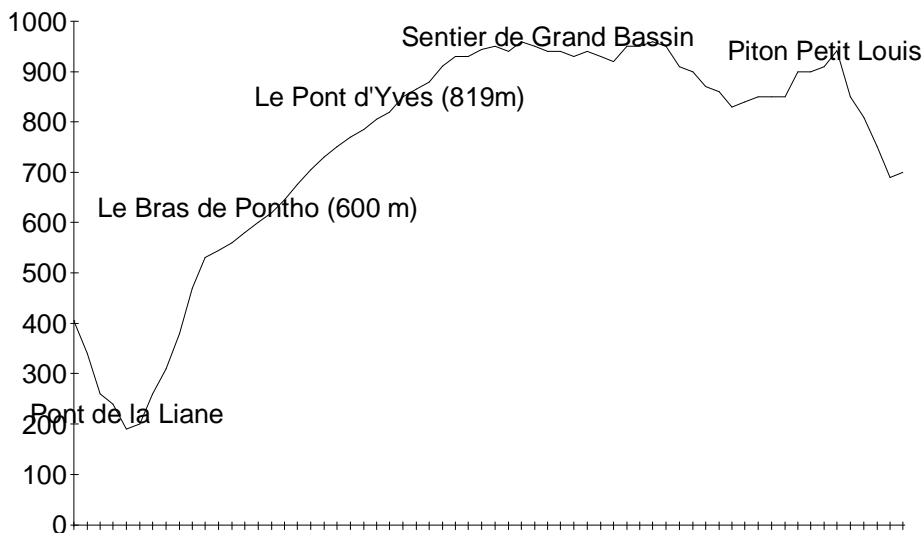 1000
Sentier de Grand Bassin
Piton Petit Louis
900
Le Pont d'Yves (819m)
800
700
Le Bras de Pontho (600 m)
600
500
400
300
Pont de la Liane
200
100
0